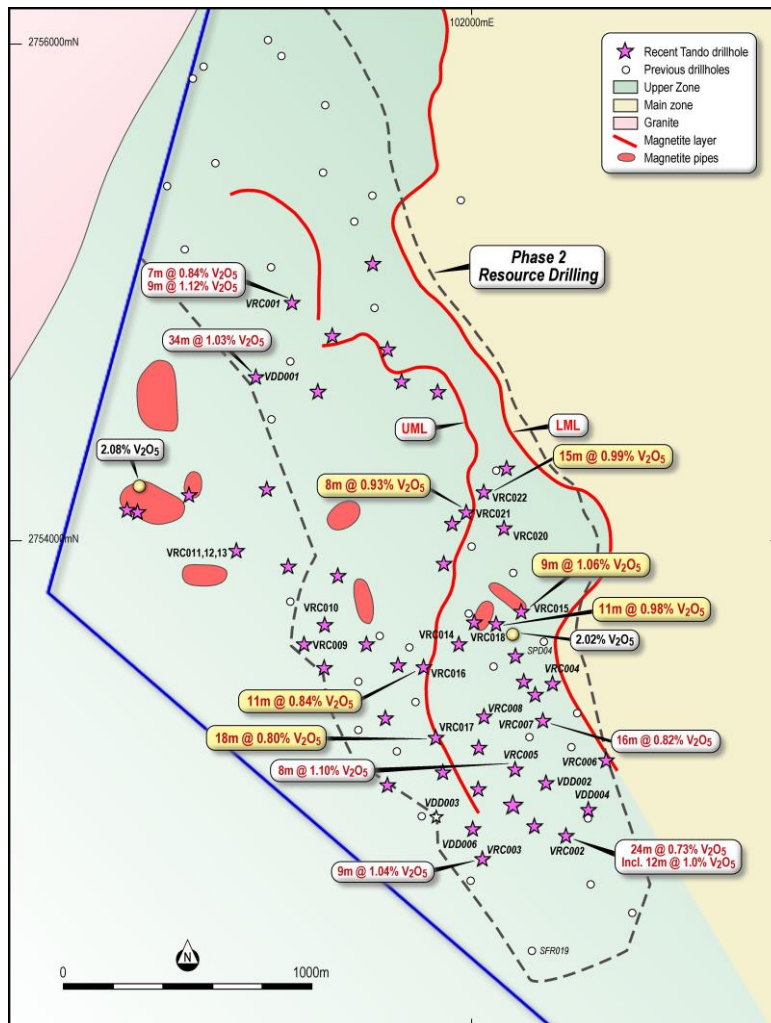 102000mE
2756000mN
Recent Tando drillhole
Previous drillholes
Upper Zone
Main zone
Granite
Magnetite layer
Magnetite pipes
Phase 2
Resource Drilling
7m @ 0.84% V₂O₅
9m @ 1.12% V₂O₅
VRC001
34m @ 1.03% V₂O₅
VDD001
UML
LML
2.08% V₂O₅
15m @ 0.99% V₂O₅
8m @ 0.93% V₂O₅
VRC022
VRC021
VRC020
2754000mN
VRC011,12,13
9m @ 1.06% V₂O₅
VRC015
11m @ 0.98% V₂O₅
VRC010
VRC014
VRC018
2.02% V₂O₅
VRC009
SPD04
VRC016
VRC004
11m @ 0.84% V₂O₅
VRC008
VRC007
18m @ 0.80% V₂O₅
VRC017
16m @ 0.82% V₂O₅
VRC005
VRC006
8m @ 1.10% V₂O₅
VDD002
VDD004
VDD003
VDD006
VRC003
VRC002
24m @ 0.73% V₂O₅
Incl. 12m @ 1.0% V₂O₅
9m @ 1.04% V₂O₅
SFR019
N
0
1000m